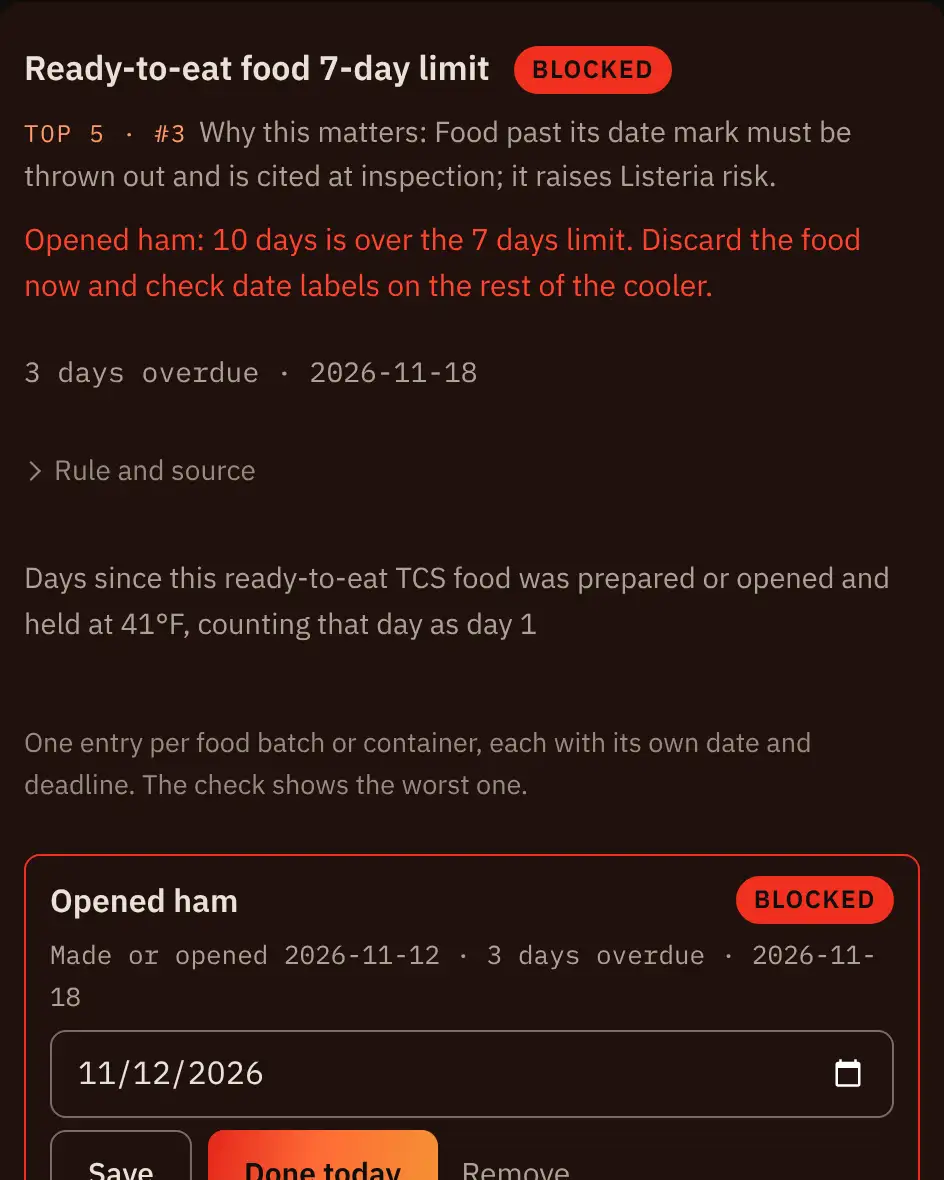 Ready-to-eat food 7-day limit BLOCKED
TOP 5 · #3 Why this matters: Food past its date mark must be
thrown out and is cited at inspection; it raises Listeria risk.
Opened ham: 10 days is over the 7 days limit. Discard the food
now and check date labels on the rest of the cooler.
3 days overdue · 2026-11-18
Rule and source
Days since this ready-to-eat TCS food was prepared or opened and
held at 41°F, counting that day as day 1
One entry per food batch or container, each with its own date and
deadline. The check shows the worst one.
Opened ham BLOCKED
Made or opened 2026-11-12 · 3 days overdue · 2026-11-
18
11/12/2026
Save Done today Remove